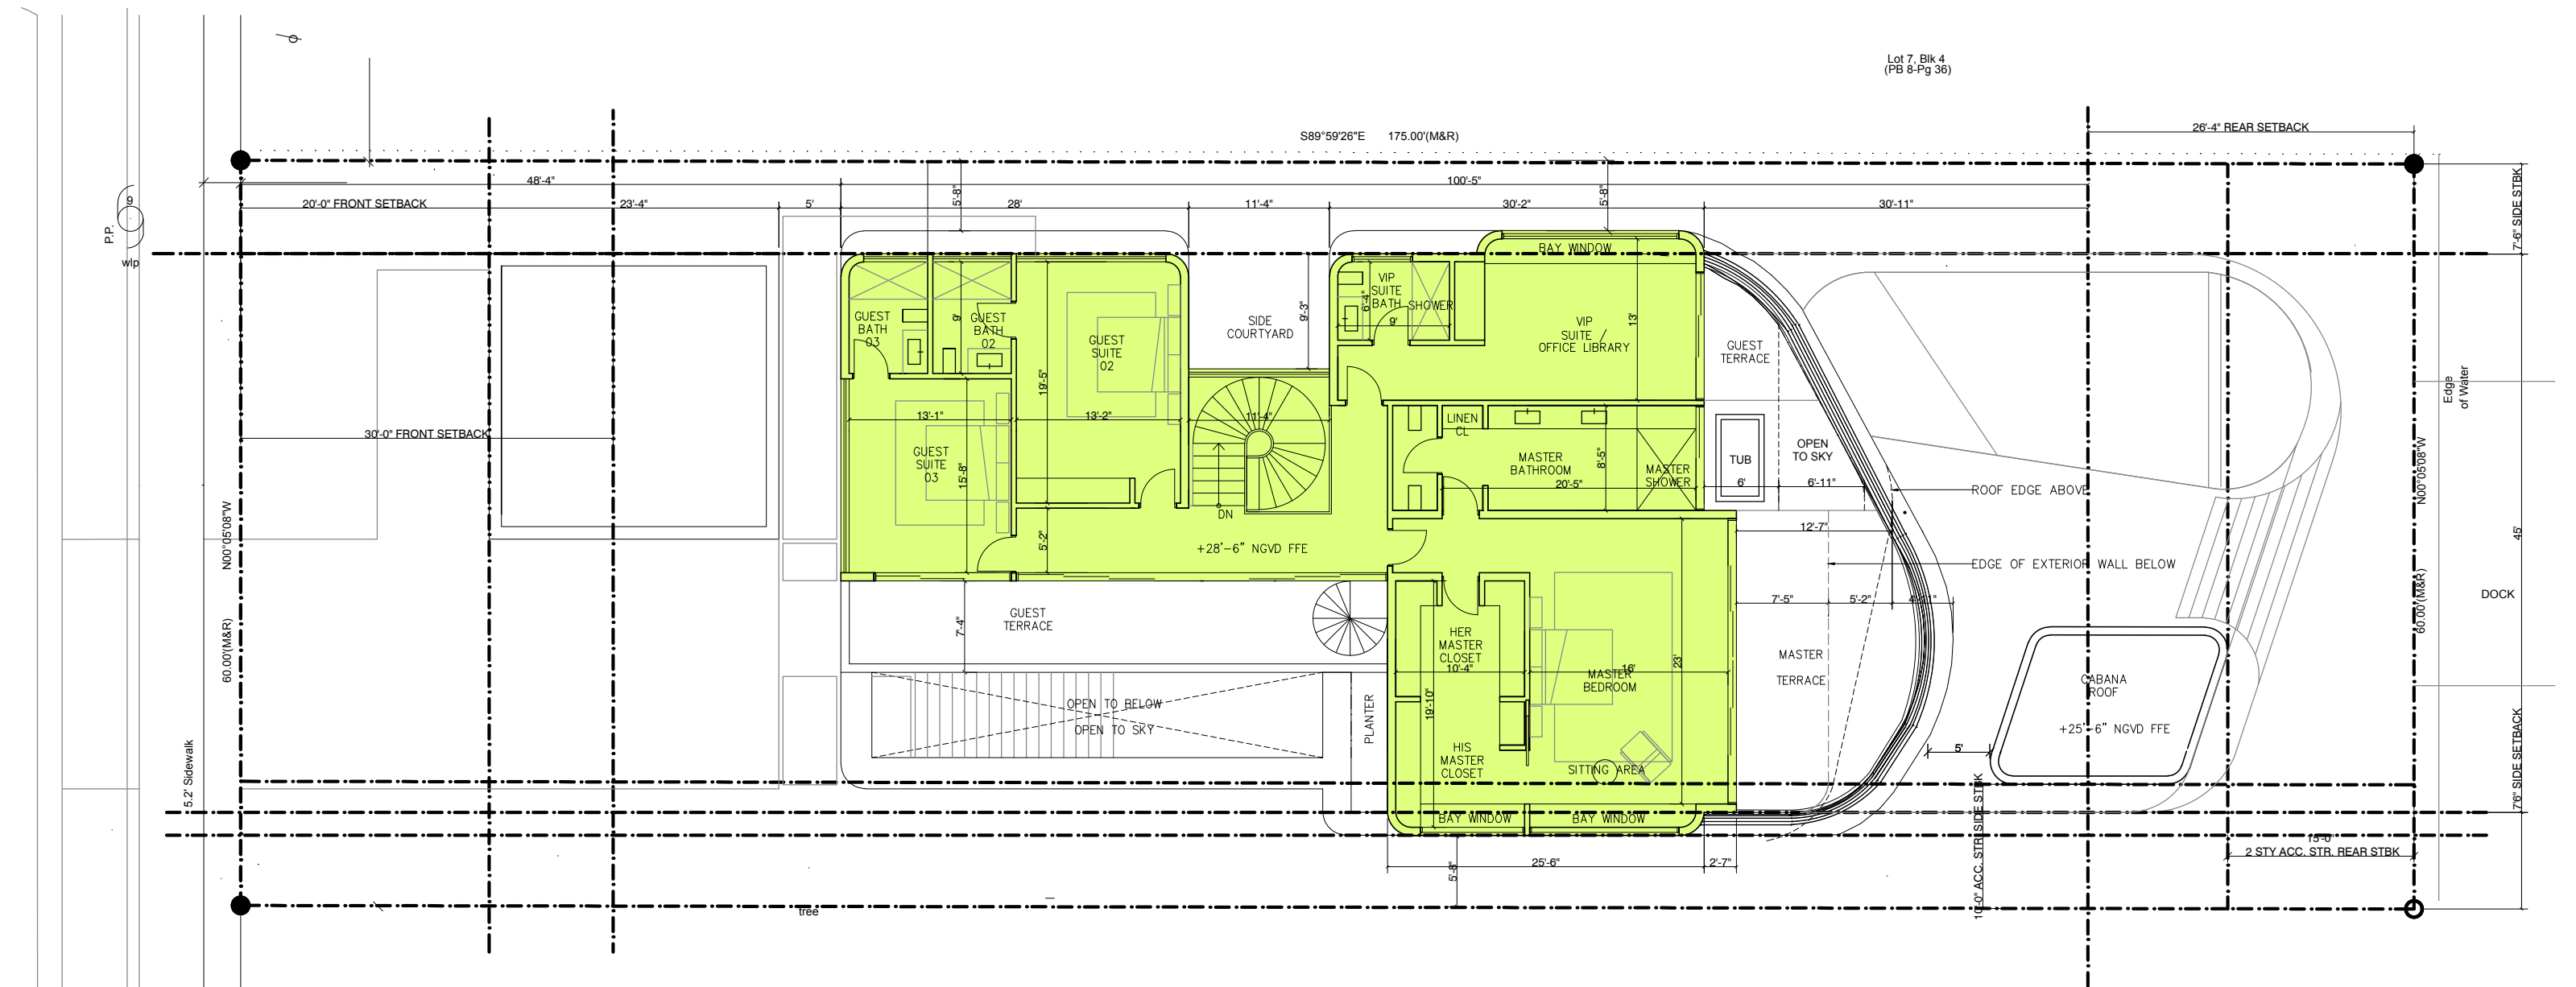 Lot 7, Blk 4
(PB 8-Pg 36)
S89°59'26"E 175.00'(M&R)
26'-4" REAR SETBACK
48'-4"
100'-5"
20'-0" FRONT SETBACK
23'-4"
5'
5'-8"
28'
11'-4"
30'-2"
5'-8"
30'-11"
7'-6" SIDE STBK
9
P.P.
wlp
BAY WINDOW
GUEST
BATH
03
GUEST
BATH
02
9'
GUEST
SUITE
02
SIDE
COURTYARD
9'-3"
VIP
SUITE
BATH
6'-4"
9'
SHOWER
VIP
SUITE /
OFFICE LIBRARY
13'
GUEST
TERRACE
Edge
of Water
13'-1"
13'-2"
19'-5"
11'-4"
LINEN
CL
30'-0" FRONT SETBACK
GUEST
SUITE
03
15'-8"
DN
MASTER
BATHROOM
8'-5"
20'-5"
MASTER
SHOWER
TUB
OPEN
TO SKY
6'
6'-11"
ROOF EDGE ABOVE
N00°05'08"W
N00°05'08"W
12'-7"
45'
5'-2"
+28'-6" NGVD FFE
EDGE OF EXTERIOR WALL BELOW
7'-5"
5'-2"
DOCK
60.00'(M&R)
60.00'(M&R)
GUEST
TERRACE
7'-4"
HER
MASTER
CLOSET
10'-4"
16'
23'
MASTER
BEDROOM
MASTER
TERRACE
CABANA
ROOF
+25'-6" NGVD FFE
OPEN TO BELOW
OPEN TO SKY
PLANTER
19'-10"
HIS
MASTER
CLOSET
SITTING AREA
5'
5.2' Sidewalk
BAY WINDOW
BAY WINDOW
7'6" SIDE SETBACK
10'-0" ACC. STR SIDE STBK
15'-0"
2 STY ACC. STR. REAR STBK
25'-6"
2'-7"
5'-8"
tree